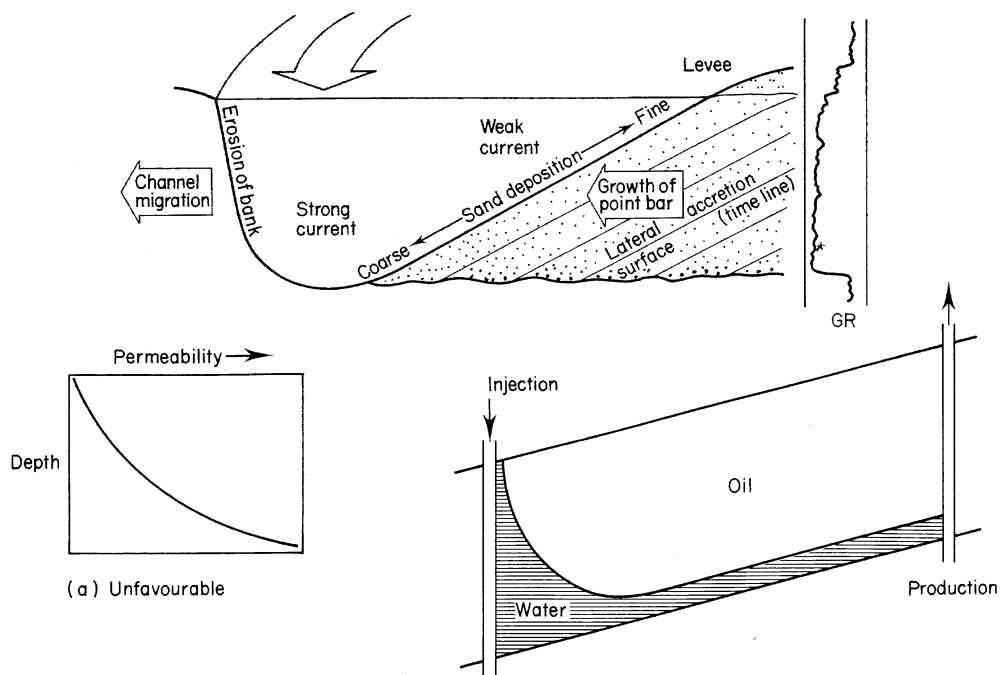 Levee
Erosion of bank
Weak
current
Fine
Sand deposition
Coarse
Channel
migration
Strong
current
Growth of
point bar
Lateral accretion
surface (time line)
GR
Permeability
Depth
(a) Unfavourable
Injection
Oil
Water
Production